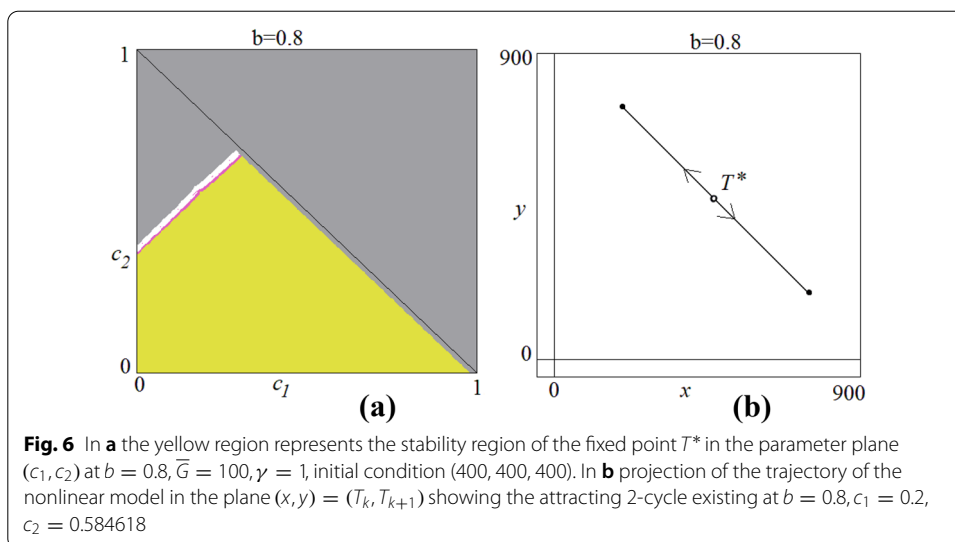 b=0.8
1
c₂
0
0
c₁
1
(a)
b=0.8
900
y
T*
0
0
x
900
(b)
Fig. 6 In a the yellow region represents the stability region of the fixed point T* in the parameter plane
(c₁, c₂) at b = 0.8, G̅ = 100, γ = 1, initial condition (400, 400, 400). In b projection of the trajectory of the
nonlinear model in the plane (x, y) = (Tₖ, Tₖ₊₁) showing the attracting 2-cycle existing at b = 0.8, c₁ = 0.2,
c₂ = 0.584618